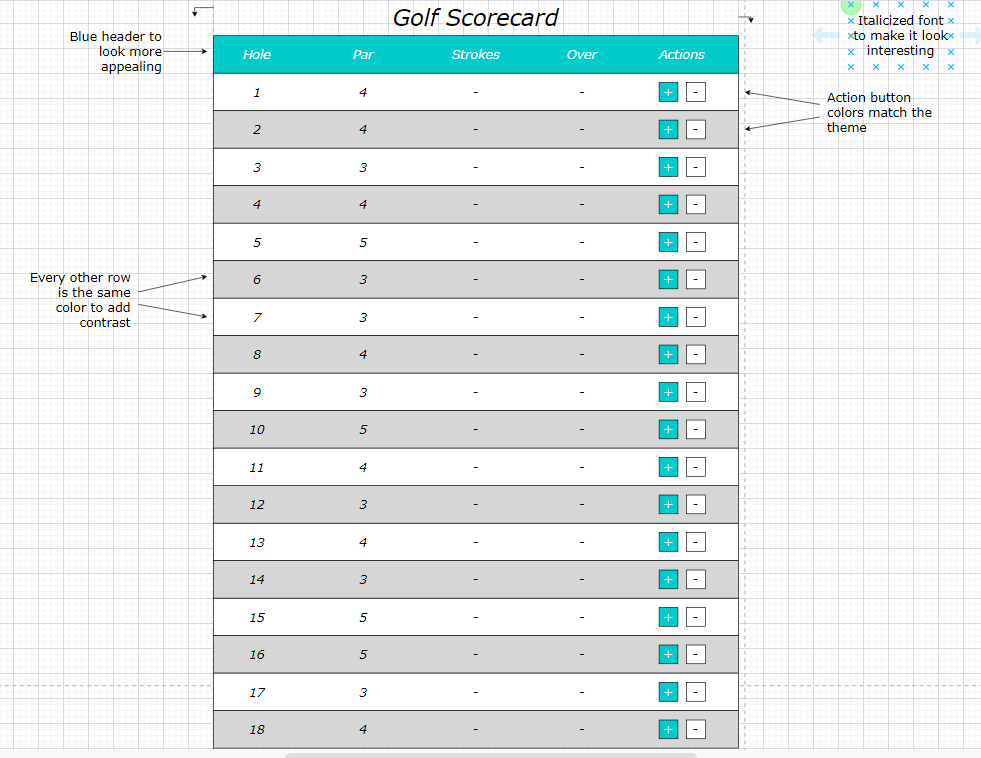 Golf Scorecard
Blue header to
look more
appealing
Italicized font
to make it look
interesting
Hole Par Strokes Over Actions
1 4 - - + -
2 4 - - + -
Action button
colors match the
theme
3 3 - - + -
4 4 - - + -
5 5 - - + -
6 3 - - + -
Every other row
is the same
color to add
contrast
7 3 - - + -
8 4 - - + -
9 3 - - + -
10 5 - - + -
11 4 - - + -
12 3 - - + -
13 4 - - + -
14 3 - - + -
15 5 - - + -
16 5 - - + -
17 3 - - + -
18 4 - - + -